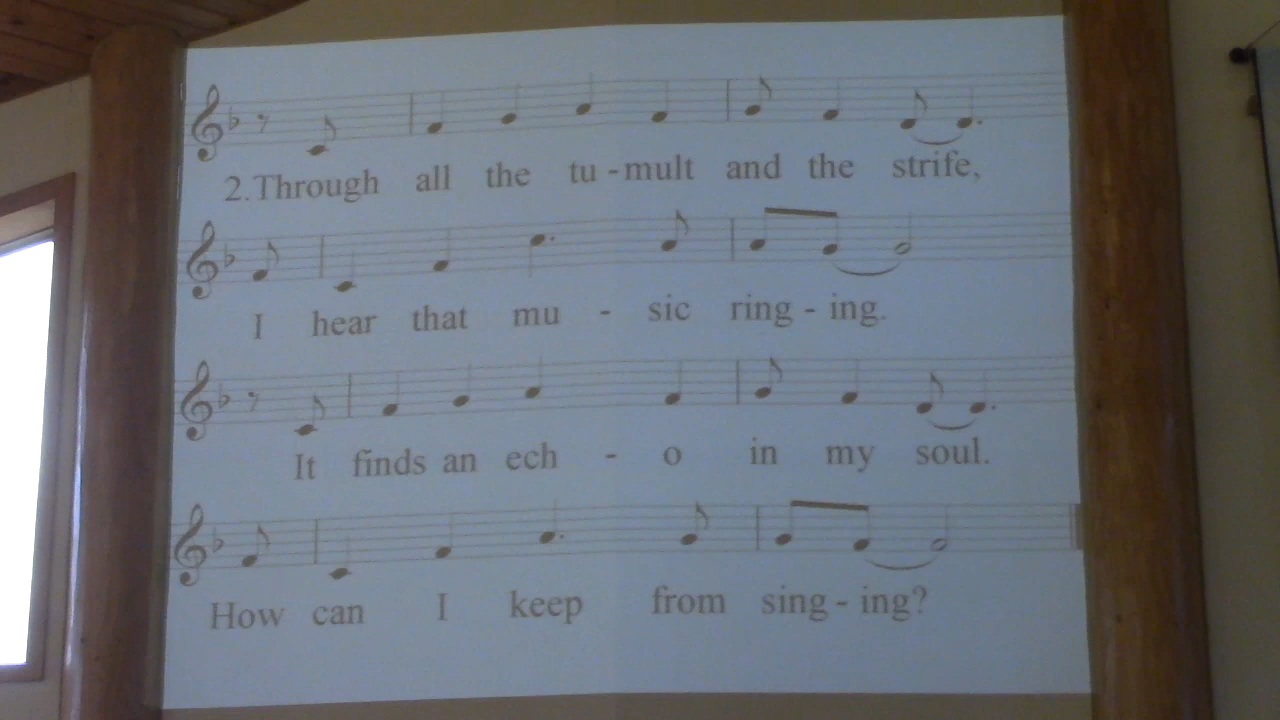 2.Through all the tu - mult and the strife,
I hear that mu - sic ring - ing.
It finds an ech - o in my soul.
How can I keep from sing - ing?